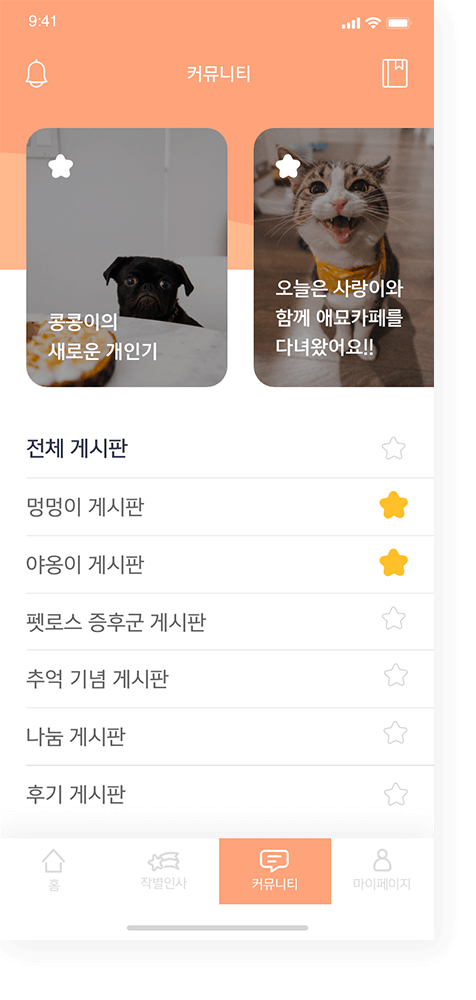 9:41
커뮤니티
콩콩이의
새로운 개인기
오늘은 사랑이와
함께 애묘카페를
다녀왔어요!!
전체 게시판
멍멍이 게시판
야옹이 게시판
펫로스 증후군 게시판
추억 기념 게시판
나눔 게시판
후기 게시판
홈
작별인사
커뮤니티
마이페이지